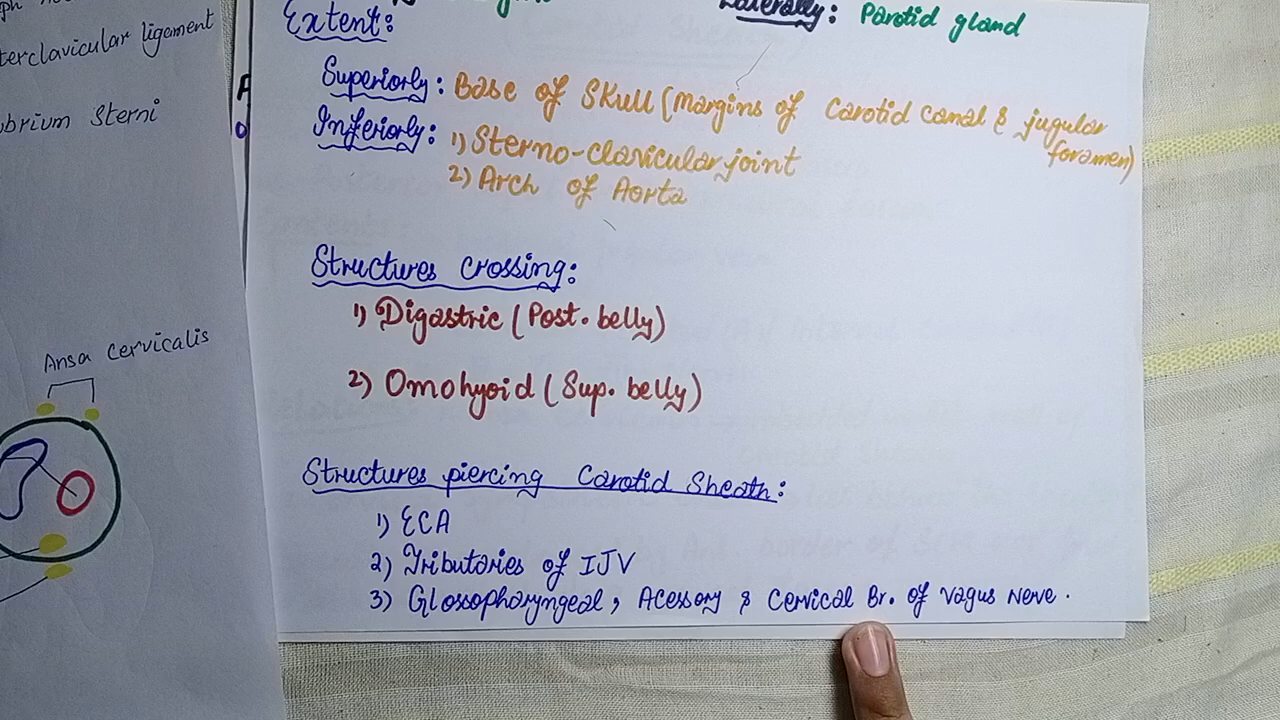 terclavicular ligament
brium Sterni
Ansa Cervicalis
Laterally: Parotid gland
Extent:
Superiorly: Base of Skull (margins of Carotid canal & jugular
foramen)
Inferiorly: 1) Sterno-clavicular joint
2) Arch of Aorta
Structures crossing:
1) Digastric (Post. belly)
2) Omohyoid (Sup. belly)
Structures piercing Carotid Sheath:
1) ECA
2) Tributaries of IJV
3) Glossopharyngeal, Acessory & Cervical Br. of Vagus Nerve.